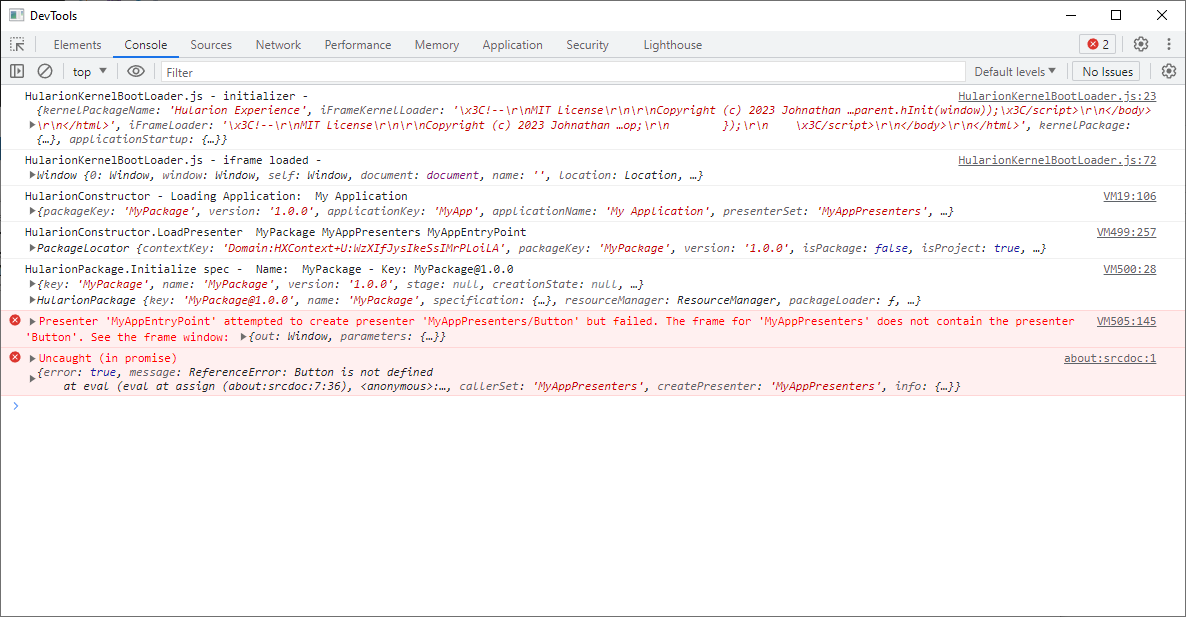 DevTools
Elements Console Sources Network Performance Memory Application Security Lighthouse 2
top Filter Default levels No Issues
HularionKernelBootLoader.js - initializer - HularionKernelBootLoader.js:23
{kernelPackageName: 'Hularion Experience', iFrameKernelLoader: '\x3C!--\r\nMIT License\r\n\r\nCopyright (c) 2023 Johnathan …parent.hInit(window));\x3C/script>\r\n</body>
\r\n</html>', iFrameLoader: '\x3C!--\r\nMIT License\r\n\r\nCopyright (c) 2023 Johnathan …op;\r\n });\r\n \x3C/script>\r\n</body>\r\n</html>', kernelPackage:
{…}, applicationStartup: {…}}
HularionKernelBootLoader.js - iframe loaded - HularionKernelBootLoader.js:72
Window {0: Window, window: Window, self: Window, document: document, name: '', location: Location, …}
HularionConstructor - Loading Application: My Application VM19:106
{packageKey: 'MyPackage', version: '1.0.0', applicationKey: 'MyApp', applicationName: 'My Application', presenterSet: 'MyAppPresenters', …}
HularionConstructor.LoadPresenter MyPackage MyAppPresenters MyAppEntryPoint VM499:257
PackageLocator {contextKey: 'Domain:HXContext+U:WzXIfJysIkeSsIMrPLoiLA', packageKey: 'MyPackage', version: '1.0.0', isPackage: false, isProject: true, …}
HularionPackage.Initialize spec - Name: MyPackage - Key: MyPackage@1.0.0 VM500:28
{key: 'MyPackage', name: 'MyPackage', version: '1.0.0', stage: null, creationState: null, …}
HularionPackage {key: 'MyPackage@1.0.0', name: 'MyPackage', specification: {…}, resourceManager: ResourceManager, packageLoader: ƒ, …}
Presenter 'MyAppEntryPoint' attempted to create presenter 'MyAppPresenters/Button' but failed. The frame for 'MyAppPresenters' does not contain the presenter VM505:145
'Button'. See the frame window: {out: Window, parameters: {…}}
Uncaught (in promise) about:srcdoc:1
{error: true, message: ReferenceError: Button is not defined
at eval (eval at assign (about:srcdoc:7:36), <anonymous>:…, callerSet: 'MyAppPresenters', createPresenter: 'MyAppPresenters', info: {…}}